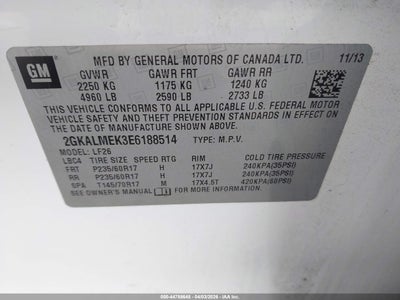 GM
MFD BY GENERAL MOTORS OF CANADA LTD. 11/13
GVWR GAWR FRT GAWR RR
2250 KG 1175 KG 1240 KG
4960 LB 2590 LB 2733 LB
THIS VEHICLE CONFORMS TO ALL APPLICABLE U.S. FEDERAL MOTOR
VEHICLE SAFETY AND THEFT PREVENTION STANDARDS IN EFFECT ON THE
DATE OF MANUFACTURE SHOWN ABOVE.
2GKALMEK3E6188514 TYPE: M.P.V.
MODEL: LF26
LBC4 TIRE SIZE SPEED RTG RIM COLD TIRE PRESSURE
FRT P235/60R17 H 17X7J 240KPA(35PSI)
RR P235/60R17 H 17X7J 240KPA(35PSI)
SPA T145/70R17 M 17X4.5T 420KPA(60PSI)
SEE OWNER'S MANUAL FOR ADDITIONAL INFORMATION